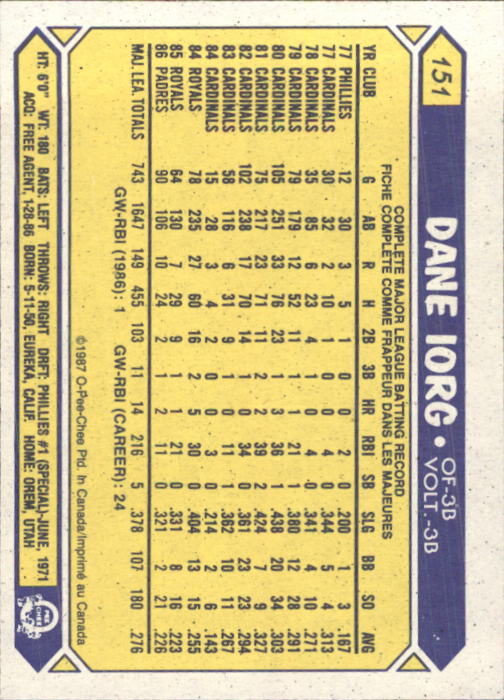 151
DANE IORG • OF-3B
VOLT.-3B
COMPLETE MAJOR LEAGUE BATTING RECORD
FICHE COMPLÈTE COMME FRAPPEUR DANS LES MAJEURES
YR CLUB G AB R H 2B 3B HR RBI SB SLG BB SO AVG
77 PHILLIES 12 30 3 5 1 0 0 2 0 .200 1 3 .167
77 CARDINALS 30 32 2 10 1 0 0 4 0 .344 5 4 .313
78 CARDINALS 35 85 6 23 4 1 0 4 0 .341 4 10 .271
79 CARDINALS 79 179 12 52 11 1 1 21 1 .380 12 28 .291
80 CARDINALS 105 251 33 76 23 1 3 36 1 .438 20 34 .303
81 CARDINALS 75 217 23 71 11 2 2 39 2 .424 7 9 .327
82 CARDINALS 102 238 17 70 14 1 0 34 0 .361 23 23 .294
83 CARDINALS 58 116 6 31 9 1 0 11 1 .362 10 11 .267
84 CARDINALS 15 28 3 4 2 0 0 3 0 .214 2 6 .143
84 ROYALS 78 235 27 60 16 2 5 30 0 .404 13 15 .255
85 ROYALS 64 130 7 29 9 1 1 21 0 .331 8 16 .223
86 PADRES 90 106 10 24 2 1 2 11 0 .321 2 21 .226
MAJ. LEA. TOTALS 743 1647 149 455 103 11 14 216 5 .378 107 180 .276
GW-RBI (1986): 1 GW-RBI (CAREER): 24
©1987 O-Pee-Chee Ptd. in Canada/Imprimé au Canada
HT: 6'0" WT: 180 BATS: LEFT THROWS: RIGHT DRFT: PHILLIES #1 (SPECIAL)-JUNE, 1971
ACQ: FREE AGENT, 1-28-86 BORN: 5-11-50, EUREKA, CALIF. HOME: OREM, UTAH
O PEE CHEE